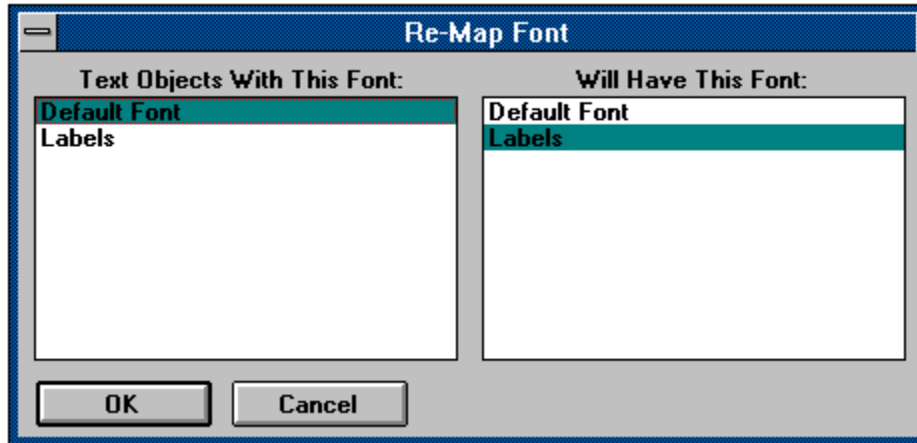 Re-Map Font
Text Objects With This Font:
Default Font
Labels
Will Have This Font:
Default Font
Labels
OK
Cancel